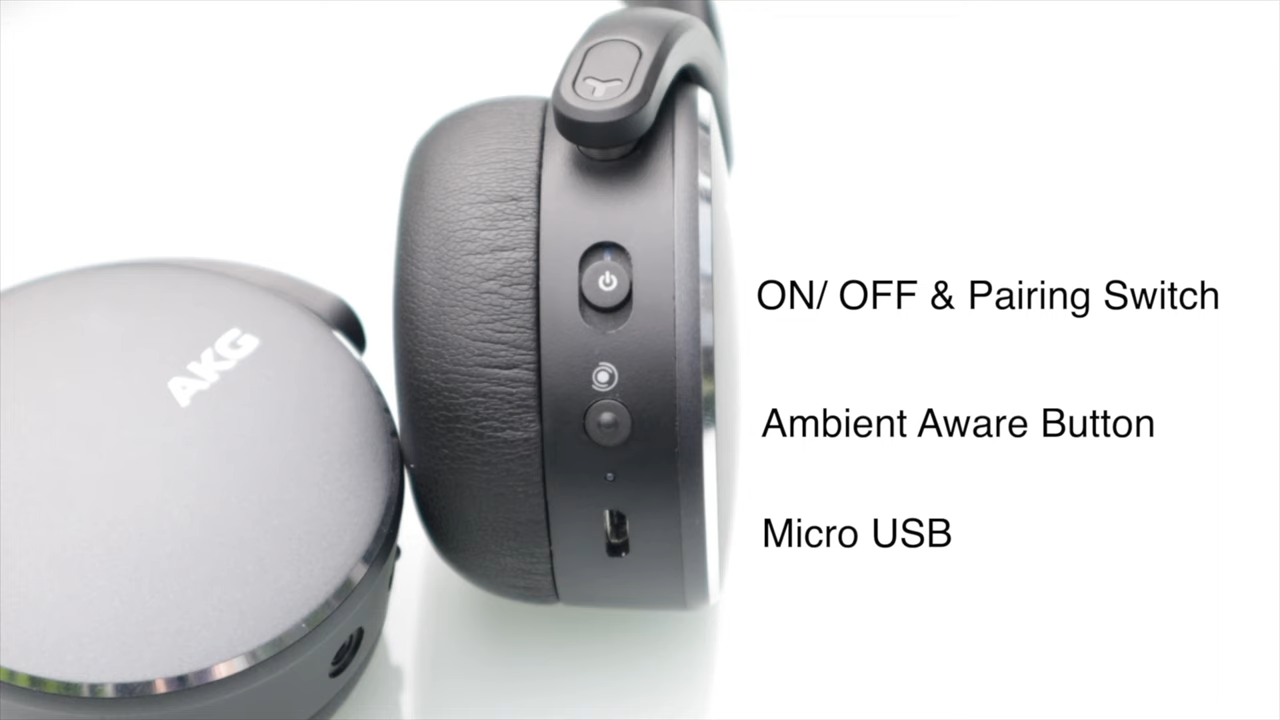 AKG
ON/ OFF & Pairing Switch
Ambient Aware Button
Micro USB